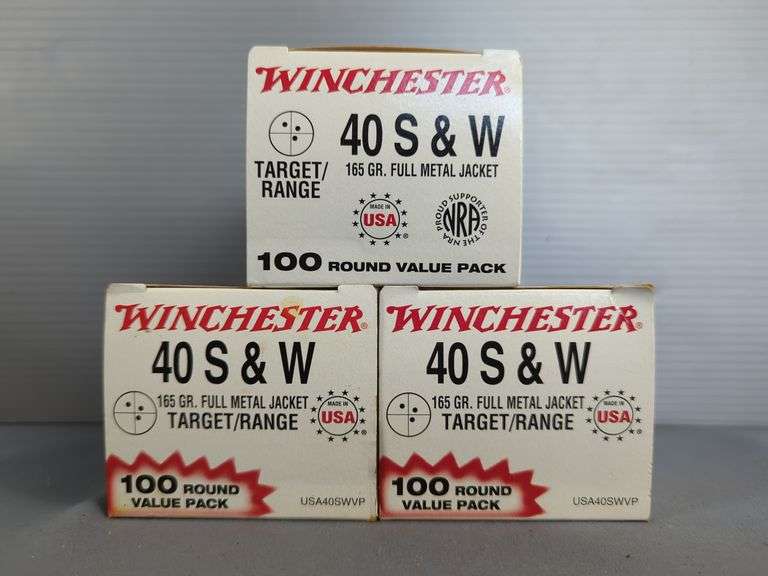 WINCHESTER®
40 S & W
165 GR. FULL METAL JACKET
TARGET/
RANGE
MADE IN
USA
®
PROUD SUPPORTER
OF THE NRA
NRA
100 ROUND VALUE PACK
WINCHESTER®
40 S & W
165 GR. FULL METAL JACKET
TARGET/RANGE
MADE IN
USA
®
100 ROUND
VALUE PACK
USA40SWVP
WINCHESTER®
40 S & W
165 GR. FULL METAL JACKET
TARGET/RANGE
MADE IN
USA
®
100 ROUND
VALUE PACK
USA40SWVP